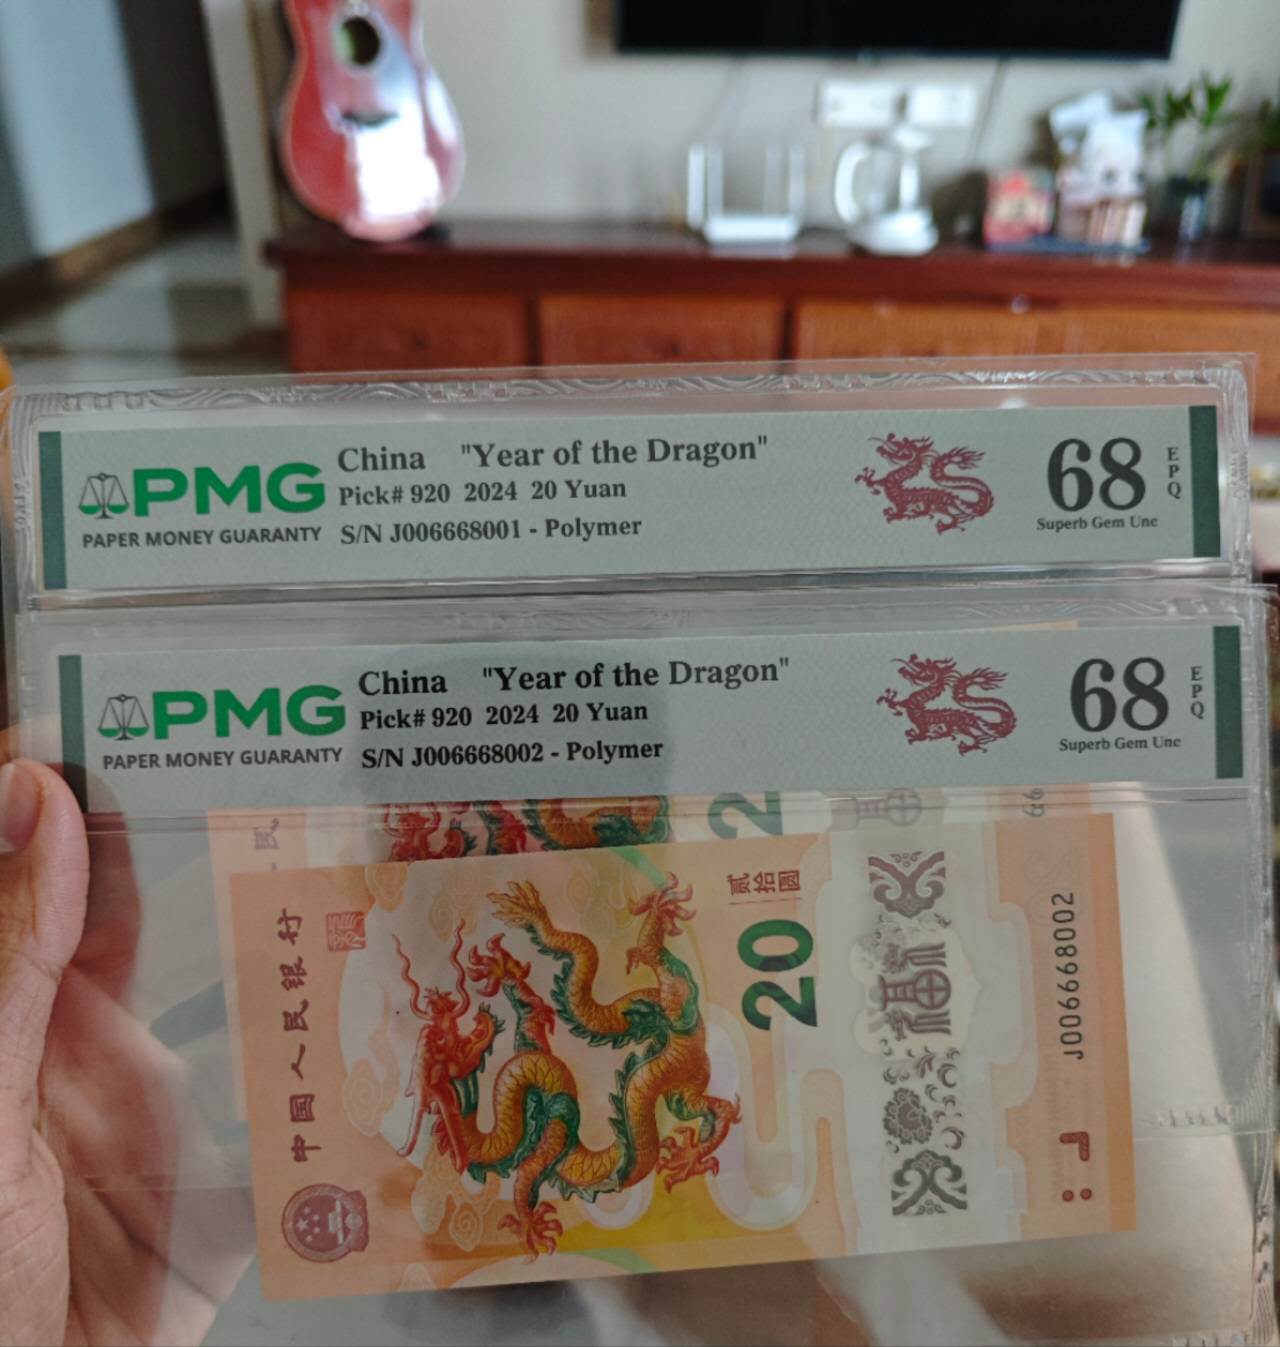 PMG
PAPER MONEY GUARANTY
China "Year of the Dragon"
Pick# 920 2024 20 Yuan
S/N J006668001 - Polymer
68
EPQ
Superb Gem Unc
PMG
PAPER MONEY GUARANTY
China "Year of the Dragon"
Pick# 920 2024 20 Yuan
S/N J006668002 - Polymer
68
EPQ
Superb Gem Unc
2
民
中国人民银行
贰拾圆
20
J006668002